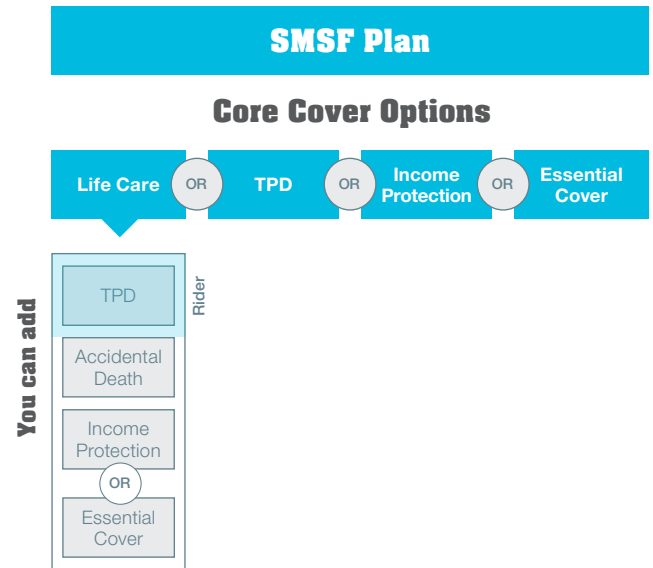 SMSF Plan
Core Cover Options
Life Care
OR
TPD
OR
Income
Protection
OR
Essential
Cover
You can add
TPD
Rider
Accidental
Death
Income
Protection
OR
Essential
Cover